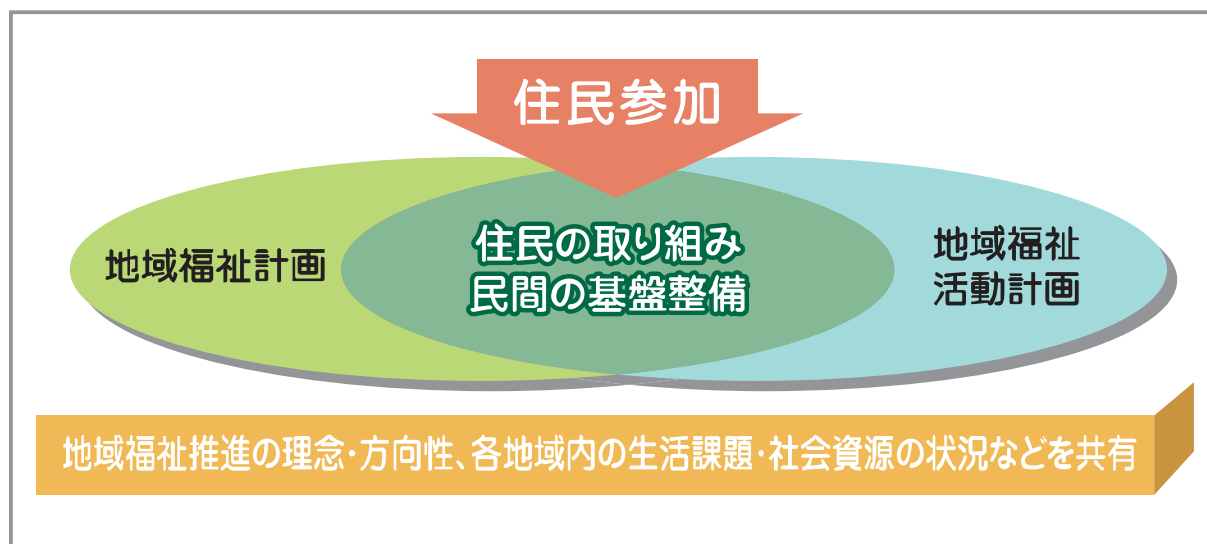 住民参加
地域福祉計画
住民の取り組み
民間の基盤整備
地域福祉
活動計画
地域福祉推進の理念・方向性、各地域内の生活課題・社会資源の状況などを共有